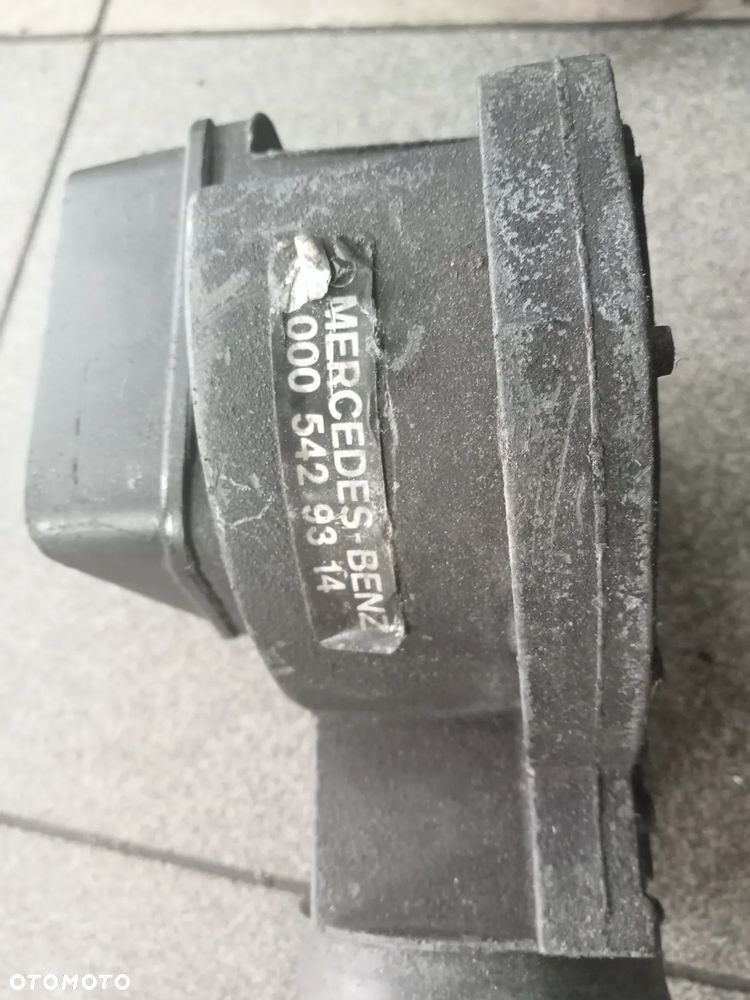 MERCEDES-BENZ
000 542 93 14
OTOMOTO